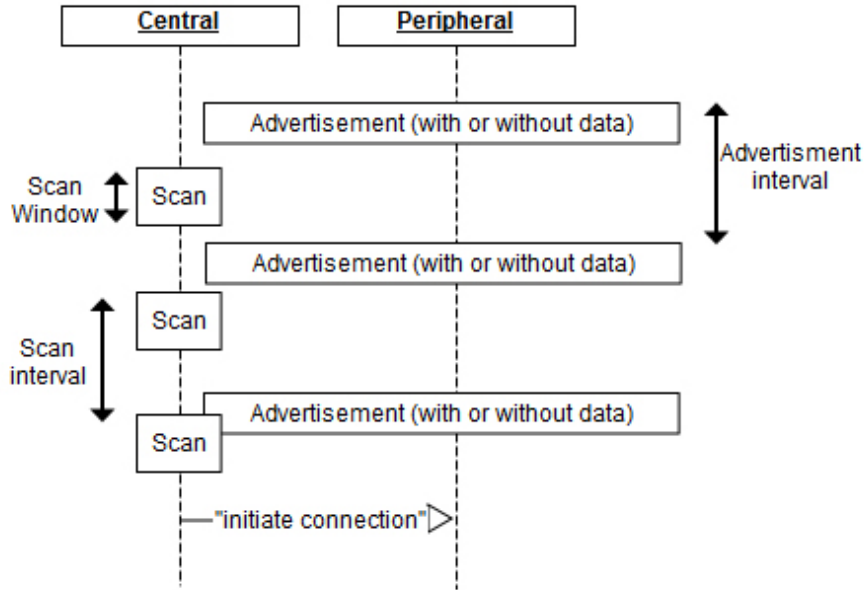 Central
Peripheral
Advertisement (with or without data)
Advertisment
interval
Scan
Window
Scan
Advertisement (with or without data)
Scan
Scan
interval
Advertisement (with or without data)
Scan
"initiate connection"